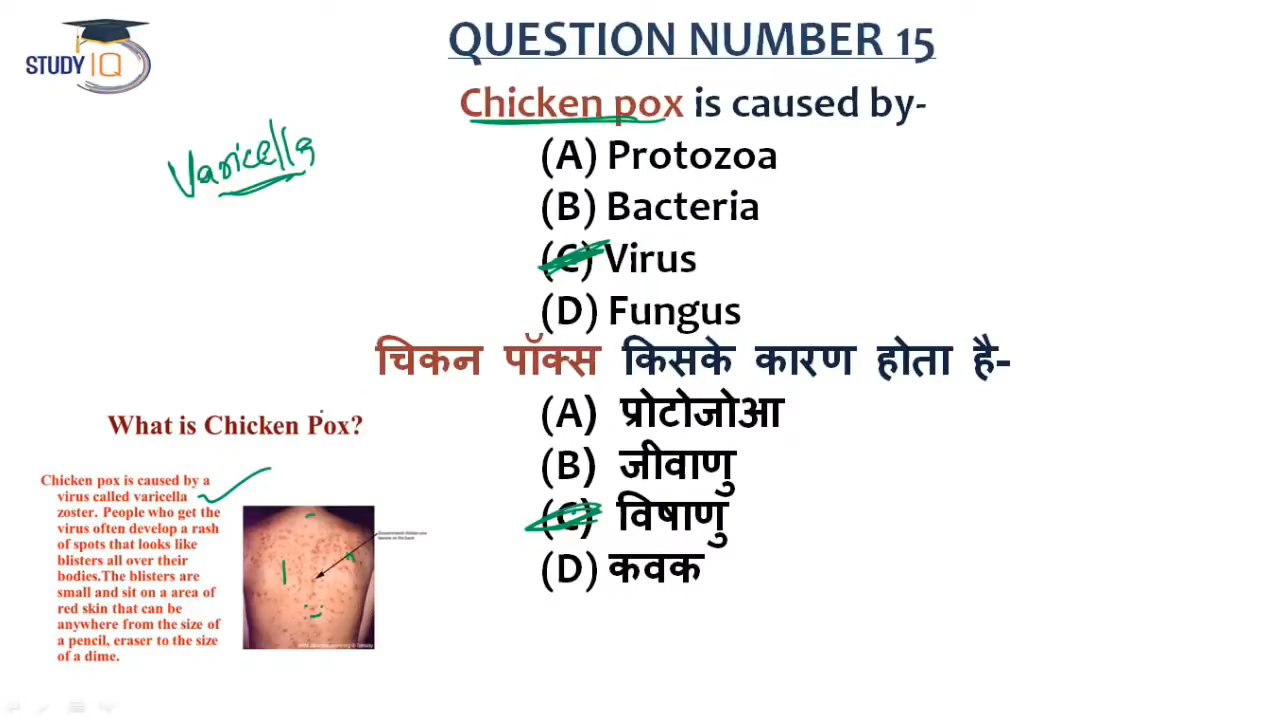 STUDY IQ
QUESTION NUMBER 15
Chicken pox is caused by-
Varicella
(A) Protozoa
(B) Bacteria
(C) Virus
(D) Fungus
चिकन पॉक्स किसके कारण होता है-
(A) प्रोटोजोआ
(B) जीवाणु
(C) विषाणु
(D) कवक
What is Chicken Pox?
Chicken pox is caused by a
virus called varicella
zoster. People who get the
virus often develop a rash
of spots that looks like
blisters all over their
bodies.The blisters are
small and sit on a area of
red skin that can be
anywhere from the size of
a pencil, eraser to the size
of a dime.